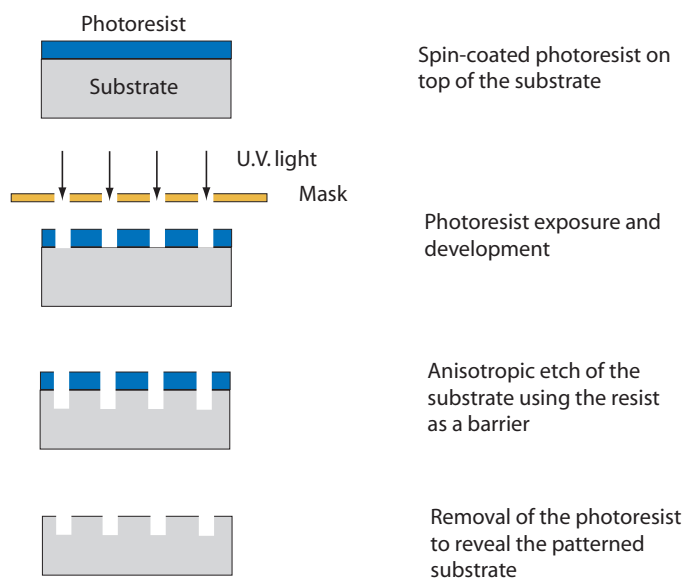 Photoresist
Substrate
Spin-coated photoresist on
top of the substrate
U.V. light
Mask
Photoresist exposure and
development
Anisotropic etch of the
substrate using the resist
as a barrier
Removal of the photoresist
to reveal the patterned
substrate